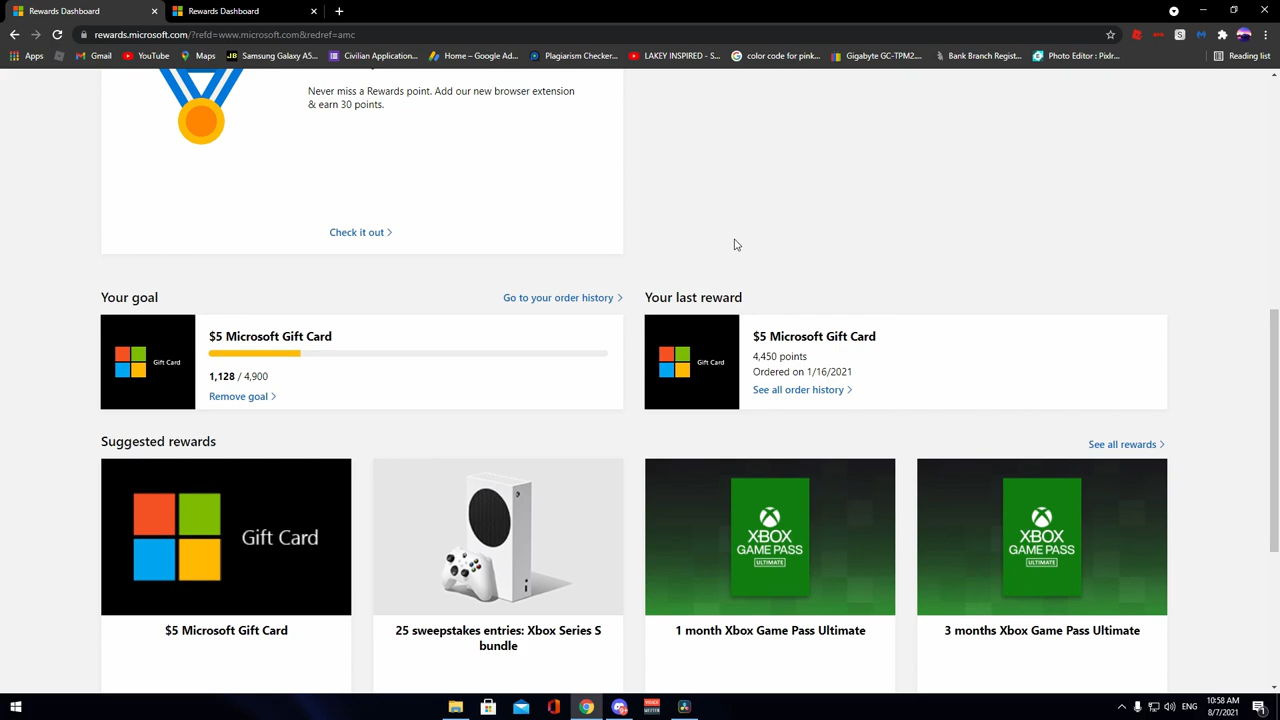 Rewards Dashboard
Rewards Dashboard
rewards.microsoft.com/?refd=www.microsoft.com&redref=amc
Apps
Gmail
YouTube
Maps
JB
Samsung Galaxy A5...
Civilian Application...
Home – Google Ad...
Plagiarism Checker...
LAKEY INSPIRED – S...
color code for pink...
Gigabyte GC-TPM2...
Bank Branch Regist...
Photo Editor : Pixlr...
Reading list
Never miss a Rewards point. Add our new browser extension
& earn 30 points.
Check it out
Your goal
Go to your order history
Your last reward
Gift Card
$5 Microsoft Gift Card
1,128 / 4,900
Remove goal
Gift Card
$5 Microsoft Gift Card
4,450 points
Ordered on 1/16/2021
See all order history
Suggested rewards
See all rewards
Gift Card
XBOX
GAME PASS
ULTIMATE
XBOX
GAME PASS
ULTIMATE
$5 Microsoft Gift Card
25 sweepstakes entries: Xbox Series S
bundle
1 month Xbox Game Pass Ultimate
3 months Xbox Game Pass Ultimate
ENG
10:58 AM
8/7/2021